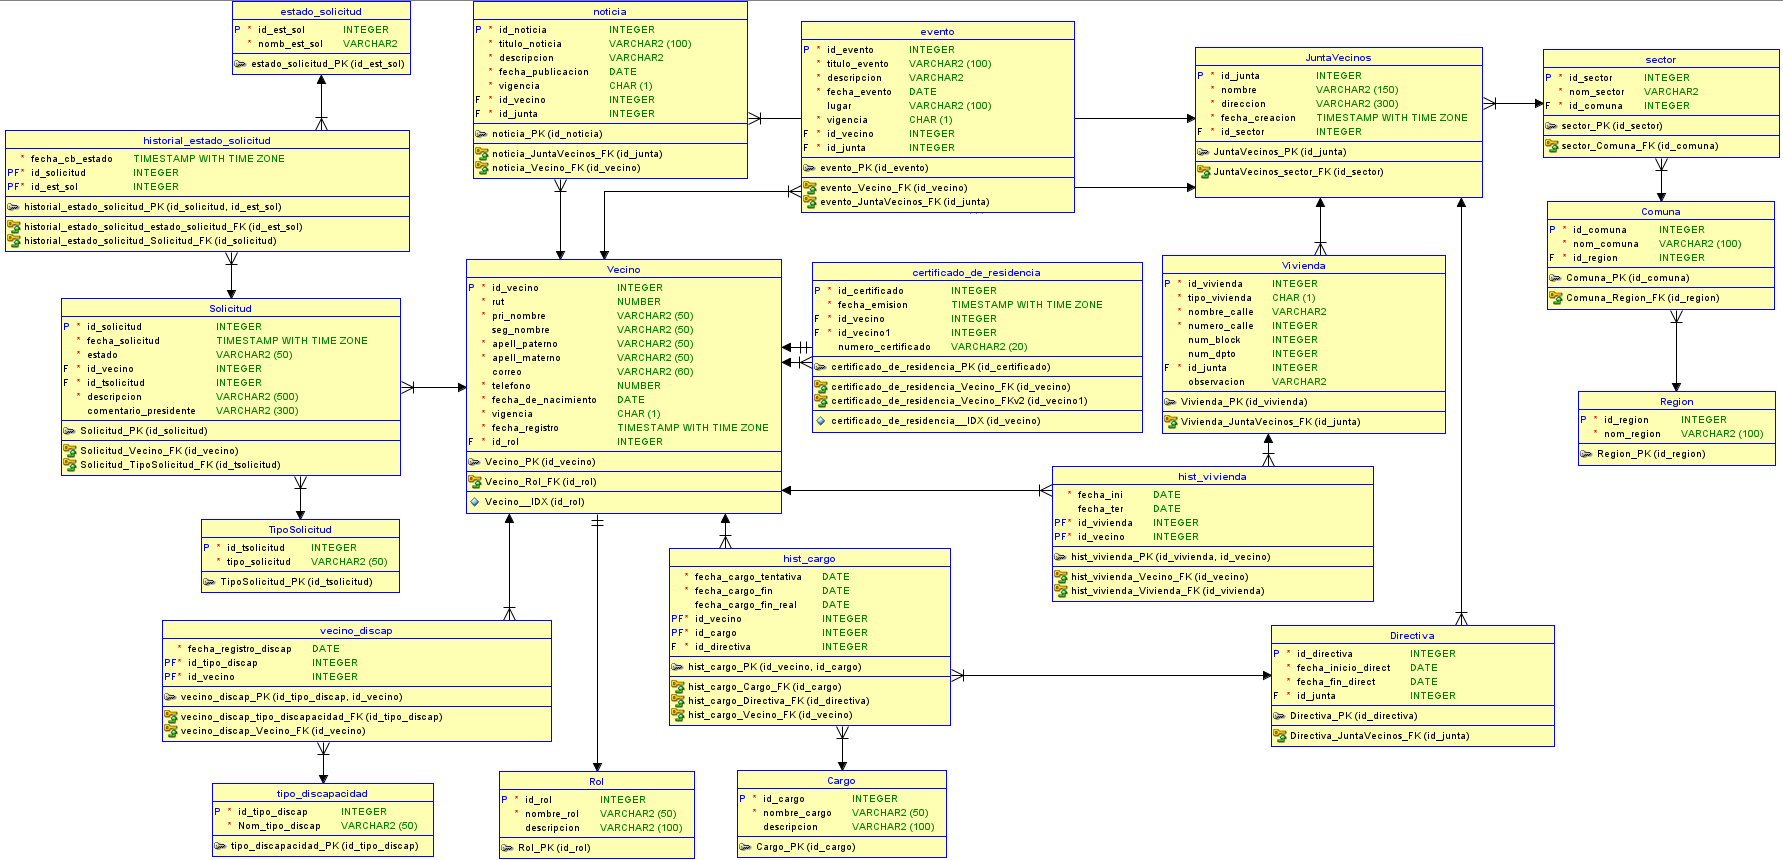 estado_solicitud
P * id_est_sol INTEGER
* nomb_est_sol VARCHAR2
estado_solicitud_PK (id_est_sol)
noticia
P * id_noticia INTEGER
* titulo_noticia VARCHAR2 (100)
* descripcion VARCHAR2
* fecha_publicacion DATE
* vigencia CHAR (1)
F * id_vecino INTEGER
F * id_junta INTEGER
noticia_PK (id_noticia)
noticia_JuntaVecinos_FK (id_junta)
noticia_Vecino_FK (id_vecino)
evento
P * id_evento INTEGER
* titulo_evento VARCHAR2 (100)
* descripcion VARCHAR2
* fecha_evento DATE
lugar VARCHAR2 (100)
* vigencia CHAR (1)
F * id_vecino INTEGER
F * id_junta INTEGER
evento_PK (id_evento)
evento_Vecino_FK (id_vecino)
evento_JuntaVecinos_FK (id_junta)
JuntaVecinos
P * id_junta INTEGER
* nombre VARCHAR2 (150)
* direccion VARCHAR2 (300)
* fecha_creacion TIMESTAMP WITH TIME ZONE
F * id_sector INTEGER
JuntaVecinos_PK (id_junta)
JuntaVecinos_sector_FK (id_sector)
sector
P * id_sector INTEGER
* nom_sector VARCHAR2
F * id_comuna INTEGER
sector_PK (id_sector)
sector_Comuna_FK (id_comuna)
historial_estado_solicitud
* fecha_cb_estado TIMESTAMP WITH TIME ZONE
PF* id_solicitud INTEGER
PF* id_est_sol INTEGER
historial_estado_solicitud_PK (id_solicitud, id_est_sol)
historial_estado_solicitud_estado_solicitud_FK (id_est_sol)
historial_estado_solicitud_Solicitud_FK (id_solicitud)
Comuna
P * id_comuna INTEGER
* nom_comuna VARCHAR2 (100)
F * id_region INTEGER
Comuna_PK (id_comuna)
Comuna_Region_FK (id_region)
Solicitud
P * id_solicitud INTEGER
* fecha_solicitud TIMESTAMP WITH TIME ZONE
* estado VARCHAR2 (50)
F * id_vecino INTEGER
F * id_tsolicitud INTEGER
* descripcion VARCHAR2 (500)
comentario_presidente VARCHAR2 (300)
Solicitud_PK (id_solicitud)
Solicitud_Vecino_FK (id_vecino)
Solicitud_TipoSolicitud_FK (id_tsolicitud)
Vecino
P * id_vecino INTEGER
* rut NUMBER
* pri_nombre VARCHAR2 (50)
seg_nombre VARCHAR2 (50)
* apell_paterno VARCHAR2 (50)
* apell_materno VARCHAR2 (50)
correo VARCHAR2 (60)
* telefono NUMBER
* fecha_de_nacimiento DATE
* vigencia CHAR (1)
* fecha_registro TIMESTAMP WITH TIME ZONE
F * id_rol INTEGER
Vecino_PK (id_vecino)
Vecino_Rol_FK (id_rol)
Vecino__IDX (id_rol)
certificado_de_residencia
P * id_certificado INTEGER
* fecha_emision TIMESTAMP WITH TIME ZONE
F * id_vecino INTEGER
F * id_vecino1 INTEGER
numero_certificado VARCHAR2 (20)
certificado_de_residencia_PK (id_certificado)
certificado_de_residencia_Vecino_FK (id_vecino)
certificado_de_residencia_Vecino_FKv2 (id_vecino1)
certificado_de_residencia__IDX (id_vecino)
Vivienda
P * id_vivienda INTEGER
* tipo_vivienda CHAR (1)
* nombre_calle VARCHAR2
* numero_calle INTEGER
num_block INTEGER
num_dpto INTEGER
F * id_junta INTEGER
observacion VARCHAR2
Vivienda_PK (id_vivienda)
Vivienda_JuntaVecinos_FK (id_junta)
Region
P * id_region INTEGER
* nom_region VARCHAR2 (100)
Region_PK (id_region)
hist_vivienda
* fecha_ini DATE
fecha_ter DATE
PF* id_vivienda INTEGER
PF* id_vecino INTEGER
hist_vivienda_PK (id_vivienda, id_vecino)
hist_vivienda_Vecino_FK (id_vecino)
hist_vivienda_Vivienda_FK (id_vivienda)
TipoSolicitud
P * id_tsolicitud INTEGER
* tipo_solicitud VARCHAR2 (50)
TipoSolicitud_PK (id_tsolicitud)
hist_cargo
* fecha_cargo_tentativa DATE
* fecha_cargo_fin DATE
fecha_cargo_fin_real DATE
PF* id_vecino INTEGER
PF* id_cargo INTEGER
F * id_directiva INTEGER
hist_cargo_PK (id_vecino, id_cargo)
hist_cargo_Cargo_FK (id_cargo)
hist_cargo_Directiva_FK (id_directiva)
hist_cargo_Vecino_FK (id_vecino)
vecino_discap
* fecha_registro_discap DATE
PF* id_tipo_discap INTEGER
PF* id_vecino INTEGER
vecino_discap_PK (id_tipo_discap, id_vecino)
vecino_discap_tipo_discapacidad_FK (id_tipo_discap)
vecino_discap_Vecino_FK (id_vecino)
Directiva
P * id_directiva INTEGER
* fecha_inicio_direct DATE
* fecha_fin_direct DATE
F * id_junta INTEGER
Directiva_PK (id_directiva)
Directiva_JuntaVecinos_FK (id_junta)
tipo_discapacidad
P * id_tipo_discap INTEGER
* Nom_tipo_discap VARCHAR2 (50)
tipo_discapacidad_PK (id_tipo_discap)
Rol
P * id_rol INTEGER
* nombre_rol VARCHAR2 (50)
descripcion VARCHAR2 (100)
Rol_PK (id_rol)
Cargo
P * id_cargo INTEGER
* nombre_cargo VARCHAR2 (50)
descripcion VARCHAR2 (100)
Cargo_PK (id_cargo)